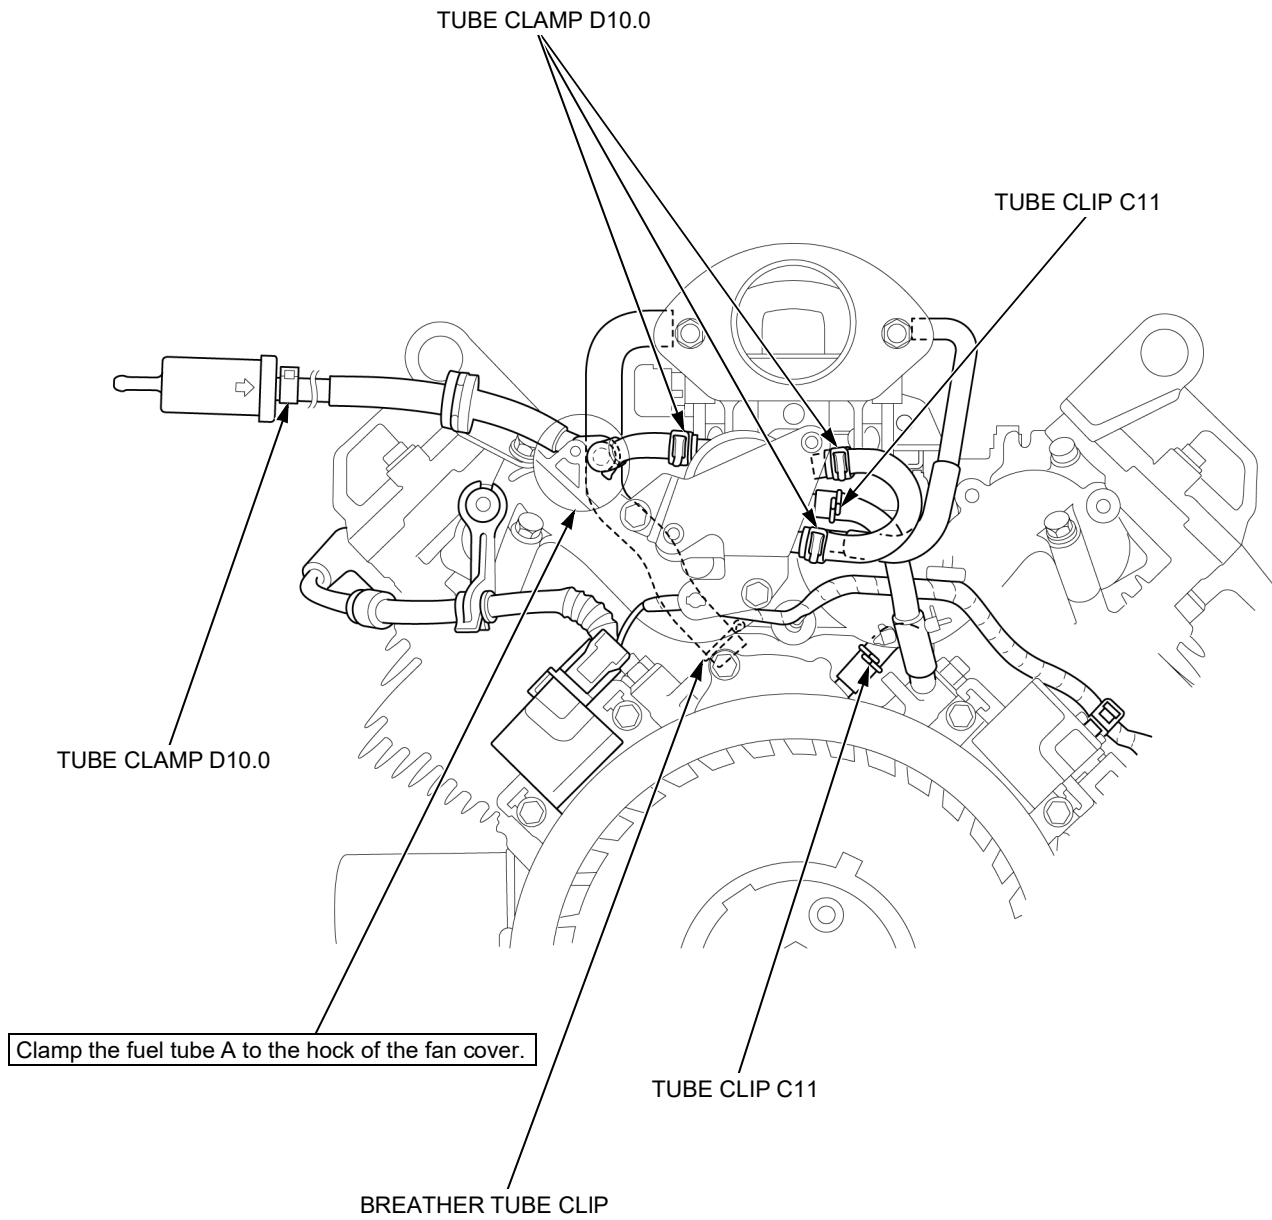 TUBE CLAMP D10.0
TUBE CLIP C11
TUBE CLAMP D10.0
Clamp the fuel tube A to the hock of the fan cover.
TUBE CLIP C11
BREATHER TUBE CLIP